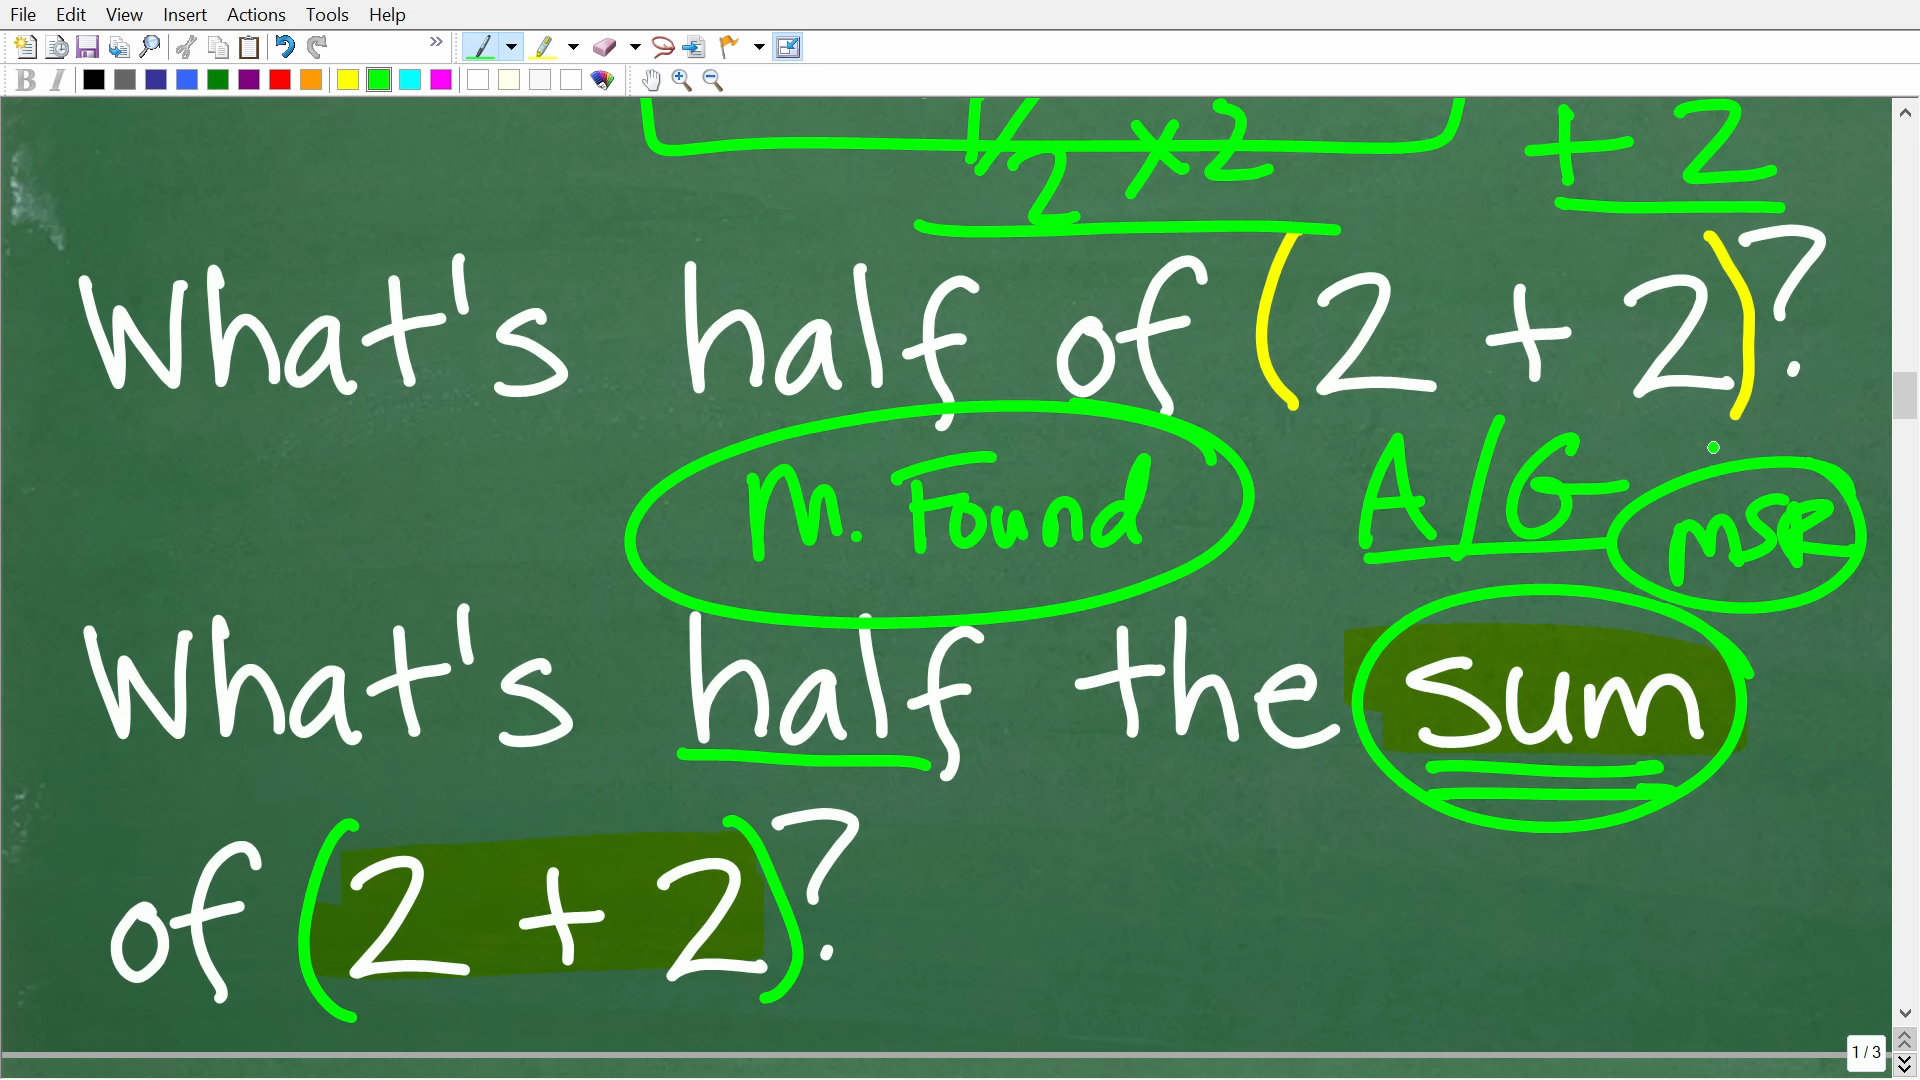 File Edit View Insert Actions Tools Help
B I
1/2 × 2 + 2
What's half of (2 + 2)?
M. Found A/G MSR
What's half the sum
of (2 + 2)?
1 / 3